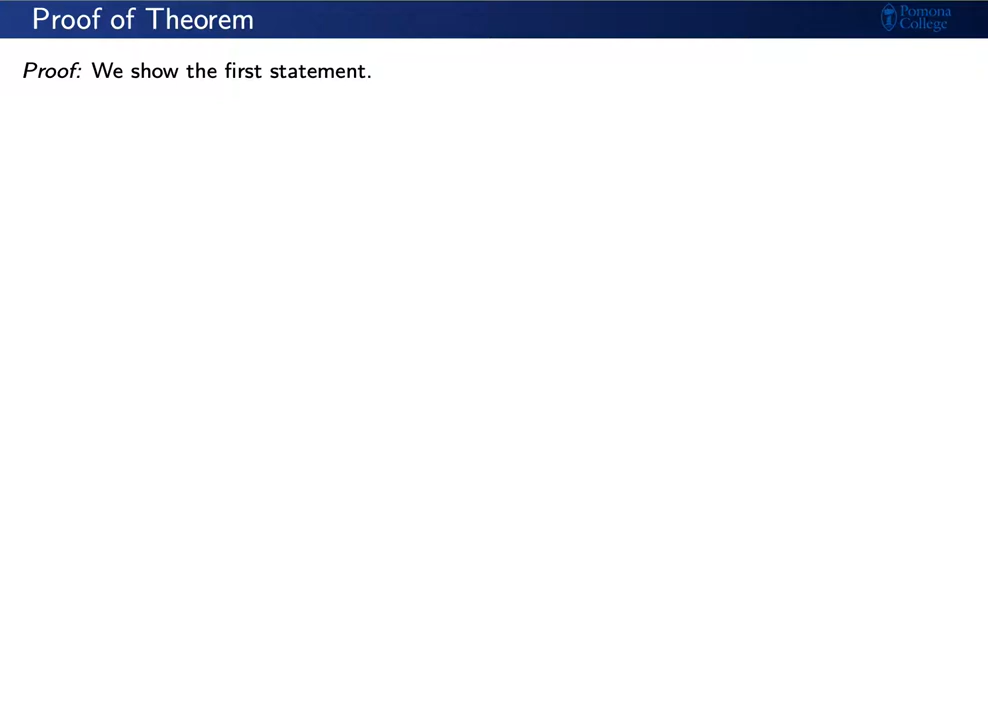 Proof of Theorem
Pomona
College
Proof: We show the first statement.